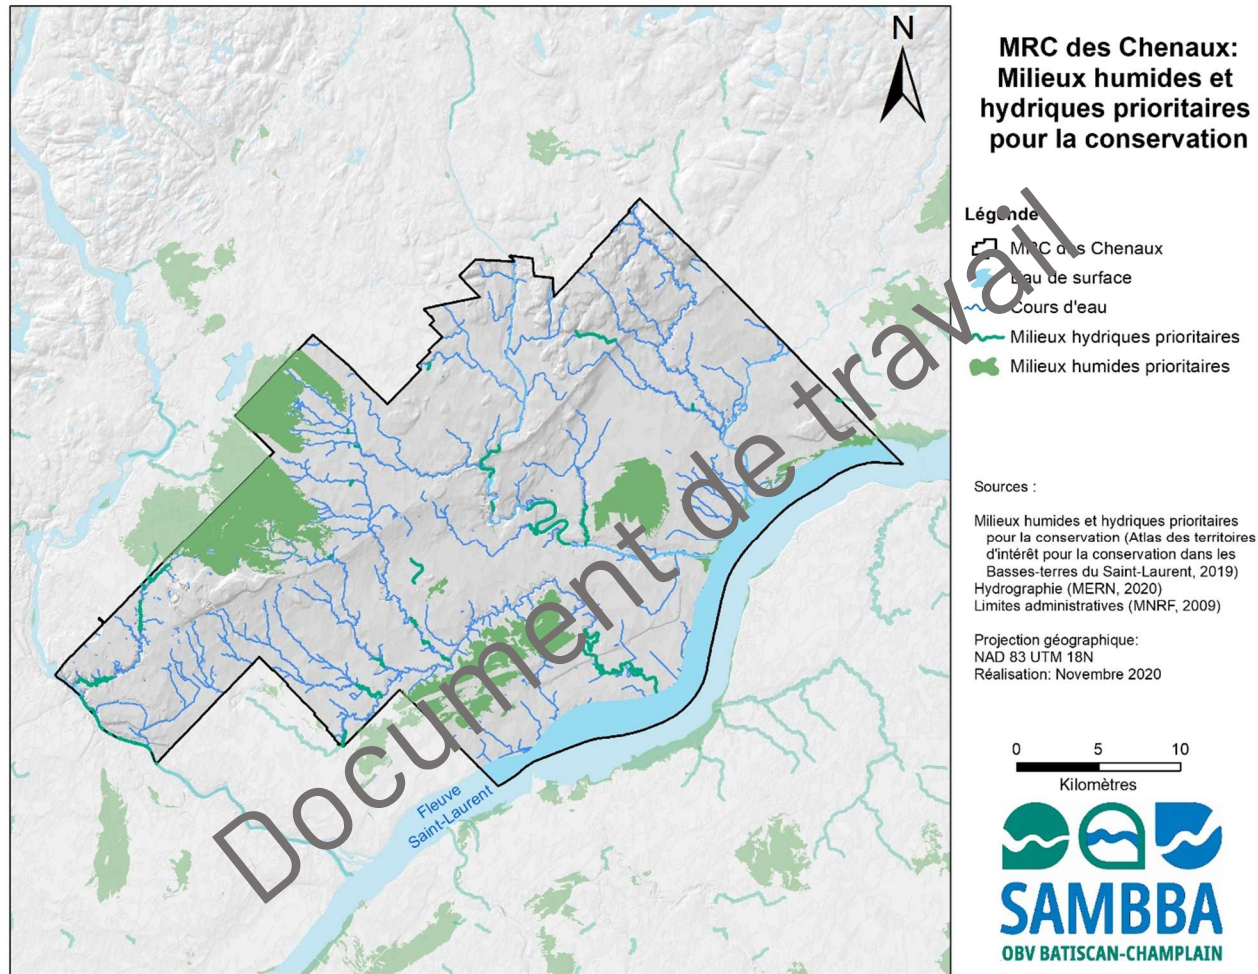 N
MRC des Chenaux:
Milieux humides et
hydriques prioritaires
pour la conservation
Légende
MRC des Chenaux
Eau de surface
Cours d'eau
Milieux hydriques prioritaires
Milieux humides prioritaires
Document de travail
Sources :
Milieux humides et hydriques prioritaires
pour la conservation (Atlas des territoires
d'intérêt pour la conservation dans les
Basses-terres du Saint-Laurent, 2019)
Hydrographie (MERN, 2020)
Limites administratives (MNRF, 2009)
Projection géographique:
NAD 83 UTM 18N
Réalisation: Novembre 2020
0 5 10
Kilomètres
Fleuve
Saint-Laurent
SAMBBA
OBV BATISCAN-CHAMPLAIN